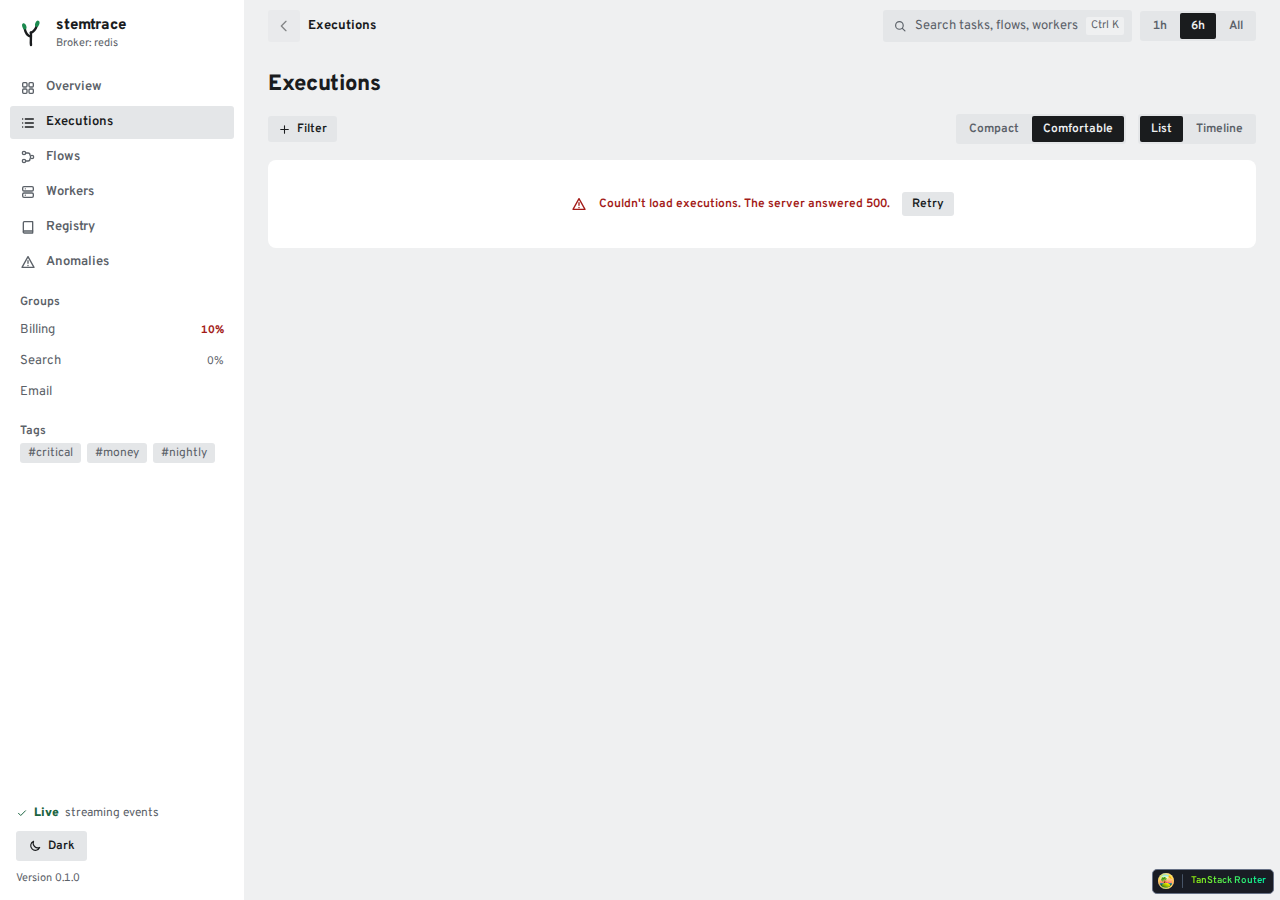 stemtrace
Broker: redis
Overview
Executions
Flows
Workers
Registry
Anomalies
Groups
Billing 10%
Search 0%
Email
Tags
#critical #money #nightly
Live streaming events
Dark
Version 0.1.0
Executions
Search tasks, flows, workers Ctrl K
1h 6h All
Executions
Filter
Compact Comfortable List Timeline
Couldn't load executions. The server answered 500. Retry
TanStack Router